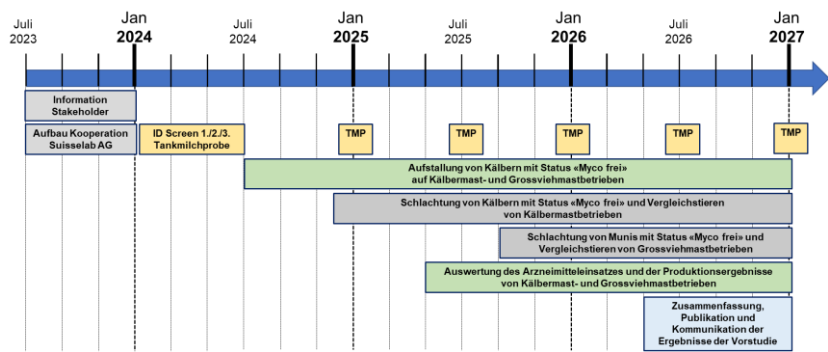 Juli
2023
Jan
2024
Juli
2024
Jan
2025
Juli
2025
Jan
2026
Juli
2026
Jan
2027
Information
Stakeholder
Aufbau Kooperation
Suisselab AG
ID Screen 1./2./3.
Tankmilchprobe
TMP
TMP
TMP
TMP
TMP
Aufstallung von Kälbern mit Status «Myco frei»
auf Kälbermast- und Grossviehmastbetrieben
Schlachtung von Kälbern mit Status «Myco frei» und Vergleichstieren
von Kälbermastbetrieben
Schlachtung von Munis mit Status «Myco frei» und
Vergleichstieren von Grossviehmastbetrieben
Auswertung des Arzneimitteleinsatzes und der Produktionsergebnisse
von Kälbermast- und Grossviehmastbetrieben
Zusammenfassung,
Publikation und
Kommunikation der
Ergebnisse der Vorstudie